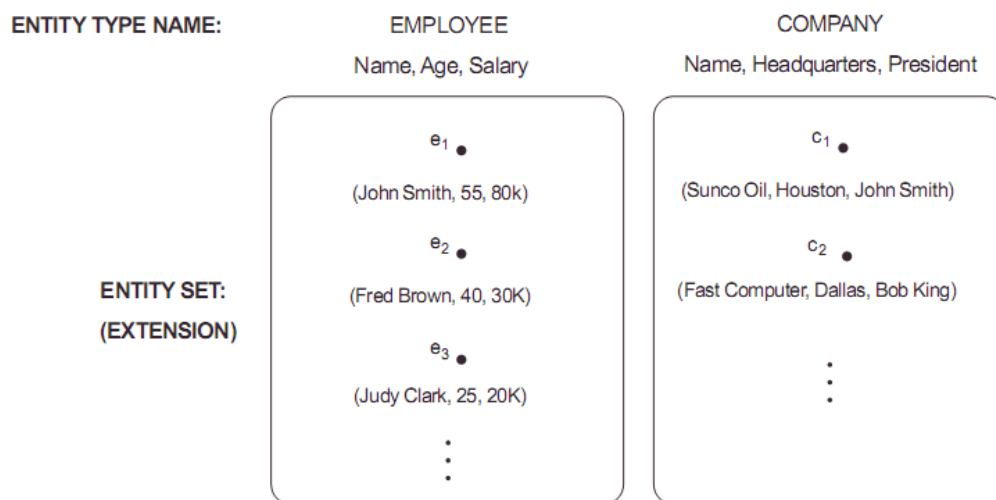 ENTITY TYPE NAME: EMPLOYEE COMPANY
Name, Age, Salary Name, Headquarters, President
e1 c1
(John Smith, 55, 80k) (Sunco Oil, Houston, John Smith)
e2 c2
ENTITY SET: (Fred Brown, 40, 30K) (Fast Computer, Dallas, Bob King)
(EXTENSION)
e3
(Judy Clark, 25, 20K)